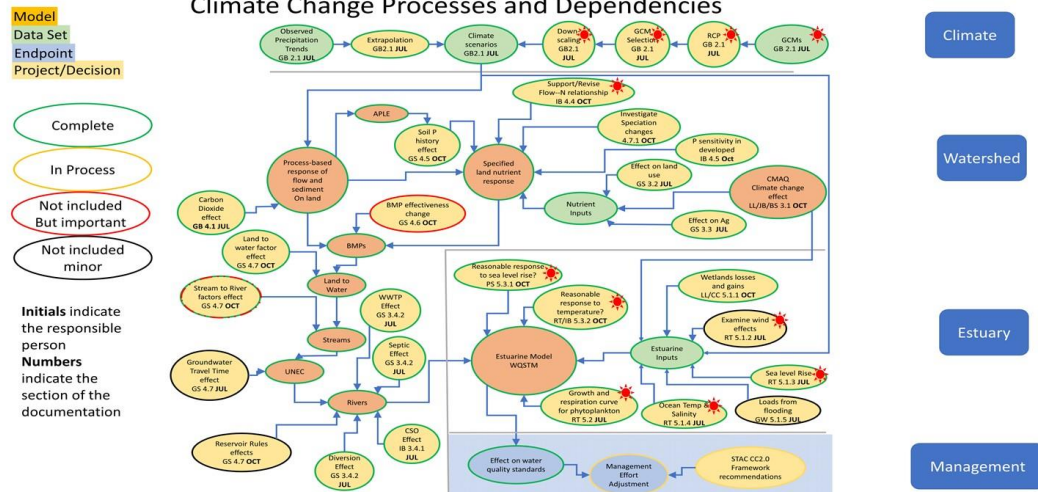 Climate Change Processes and Dependencies
Model
Data Set
Endpoint
Project/Decision
Complete
In Process
Not included
But important
Not included
minor
Initials indicate
the responsible
person
Numbers
indicate the
section of the
documentation
Observed
Precipitation
Trends
GB 2.1 JUL
Extrapolation
GB2.1 JUL
Climate
scenarios
GB2.1 JUL
Down
scaling
GB2.1
JUL
GCM
Selection
GB 2.1
JUL
RCP
GB 2.1
JUL
GCMs
GB 2.1 JUL
Climate
Support/Revise
Flow--N relationship
IB 4.4 OCT
APLE
Soil P
history
effect
GS 4.5 OCT
Investigate
Speciation
changes
4.7.1 OCT
P sensitivity in
developed
IB 4.5 Oct
Process-based
response of
flow and
sediment
On land
Specified
land nutrient
response
Effect on land
use
GS 3.2 JUL
CMAQ
Climate change
effect
LL/JB/BS 3.1 OCT
Watershed
Carbon
Dioxide
effect
GB 4.1 JUL
BMP effectiveness
change
GS 4.6 OCT
Nutrient
Inputs
Effect on Ag
GS 3.3 JUL
Land to
water factor
effect
GS 4.7 OCT
BMPs
Land to
Water
Stream to River
factors effect
GS 4.7 OCT
WWTP
Effect
GS 3.4.2
JUL
Streams
Septic
Effect
GS 3.4.2
JUL
Groundwater
Travel Time
effect
GS 4.7 JUL
UNEC
Rivers
Reservoir Rules
effects
GS 4.7 OCT
Diversion
Effect
GS 3.4.2
JUL
CSO
Effect
IB 3.4.1
JUL
Reasonable response
to sea level rise?
PS 5.3.1 OCT
Reasonable
response to
temperature?
RT/IB 5.3.2 OCT
Wetlands losses
and gains
LL/CC 5.1.1 OCT
Examine wind
effects
RT 5.1.2 JUL
Estuarine Model
WQSTM
Estuarine
Inputs
Estuary
Sea level Rise
RT 5.1.3 JUL
Growth and
respiration curve
for phytoplankton
RT 5.2 JUL
Ocean Temp &
Salinity
RT 5.1.4 JUL
Loads from
flooding
GW 5.1.5 JUL
Effect on water
quality standards
Management
Effort
Adjustment
STAC CC2.0
Framework
recommendations
Management